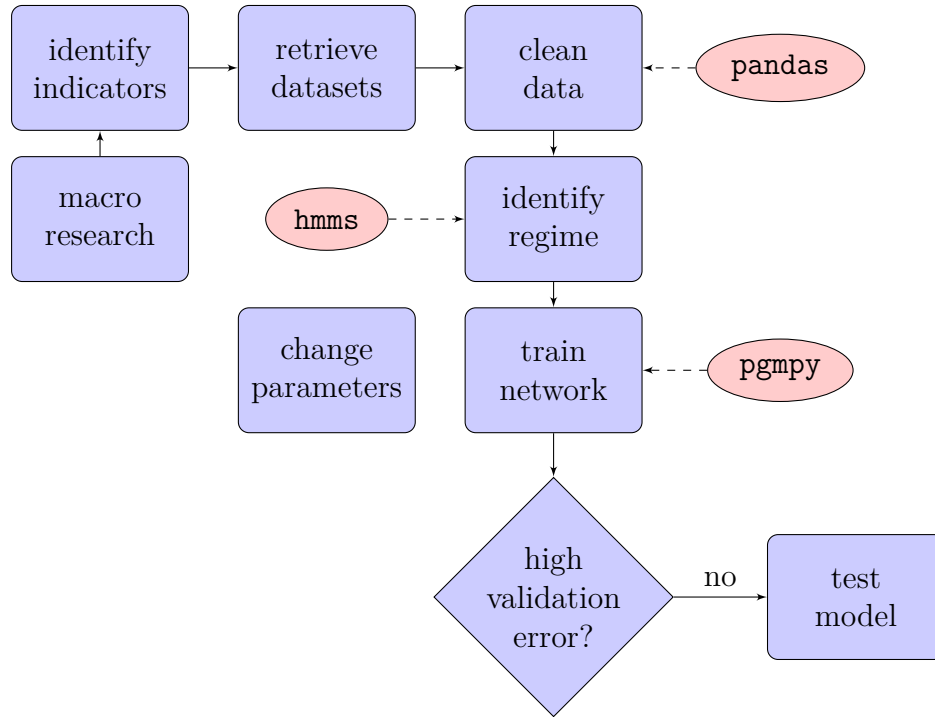 identify
indicators
retrieve
datasets
clean
data
pandas
macro
research
hmms
identify
regime
change
parameters
train
network
pgmpy
high
validation
error?
no
test
model